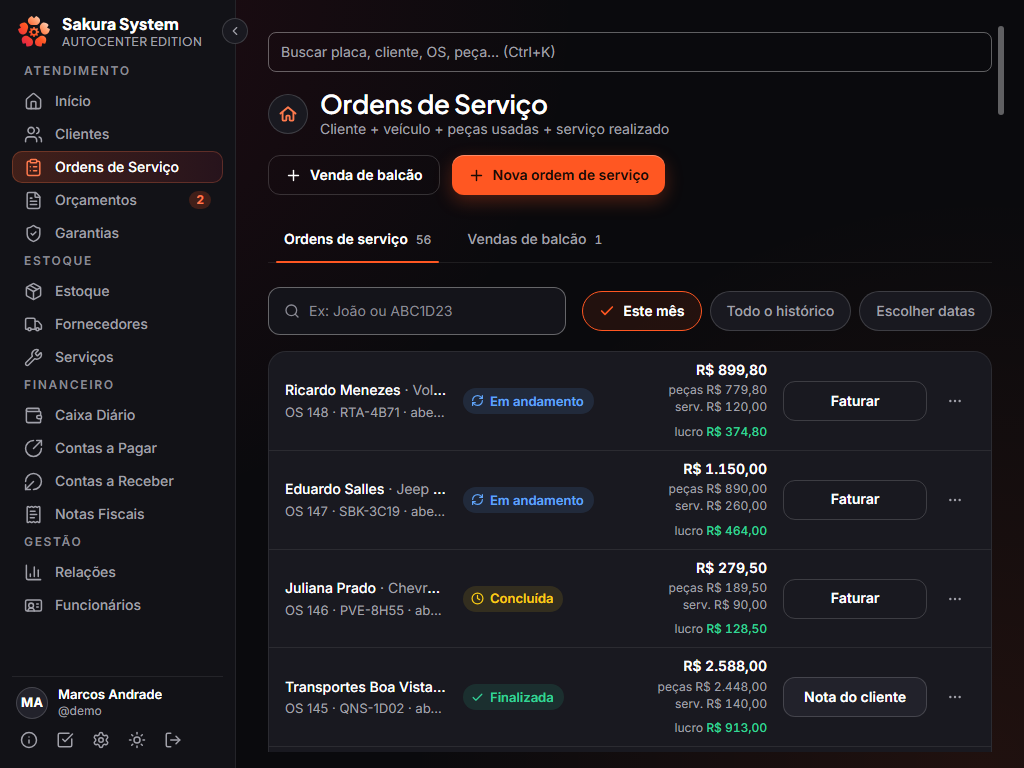 Sakura System
AUTOCENTER EDITION
ATENDIMENTO
Início
Clientes
Ordens de Serviço
Orçamentos 2
Garantias
ESTOQUE
Estoque
Fornecedores
Serviços
FINANCEIRO
Caixa Diário
Contas a Pagar
Contas a Receber
Notas Fiscais
GESTÃO
Relações
Funcionários
MA
Marcos Andrade
@demo
Buscar placa, cliente, OS, peça... (Ctrl+K)
Ordens de Serviço
Cliente + veículo + peças usadas + serviço realizado
Venda de balcão
Nova ordem de serviço
Ordens de serviço 56
Vendas de balcão 1
Ex: João ou ABC1D23
Este mês
Todo o histórico
Escolher datas
Ricardo Menezes · Vol...
OS 148 · RTA-4B71 · abe...
Em andamento
R$ 899,80
peças R$ 779,80
serv. R$ 120,00
lucro R$ 374,80
Faturar
Eduardo Salles · Jeep ...
OS 147 · SBK-3C19 · abe...
Em andamento
R$ 1.150,00
peças R$ 890,00
serv. R$ 260,00
lucro R$ 464,00
Faturar
Juliana Prado · Chevr...
OS 146 · PVE-8H55 · ab...
Concluída
R$ 279,50
peças R$ 189,50
serv. R$ 90,00
lucro R$ 128,50
Faturar
Transportes Boa Vista...
OS 145 · QNS-1D02 · ab...
Finalizada
R$ 2.588,00
peças R$ 2.448,00
serv. R$ 140,00
lucro R$ 913,00
Nota do cliente